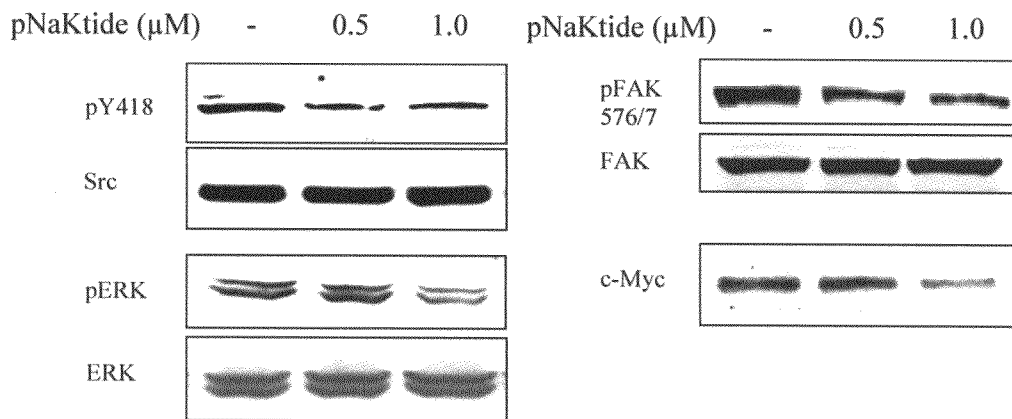 pNaKtide (µM) - 0.5 1.0
pY418
Src
pERK
ERK
pNaKtide (µM) - 0.5 1.0
pFAK
576/7
FAK
c-Myc